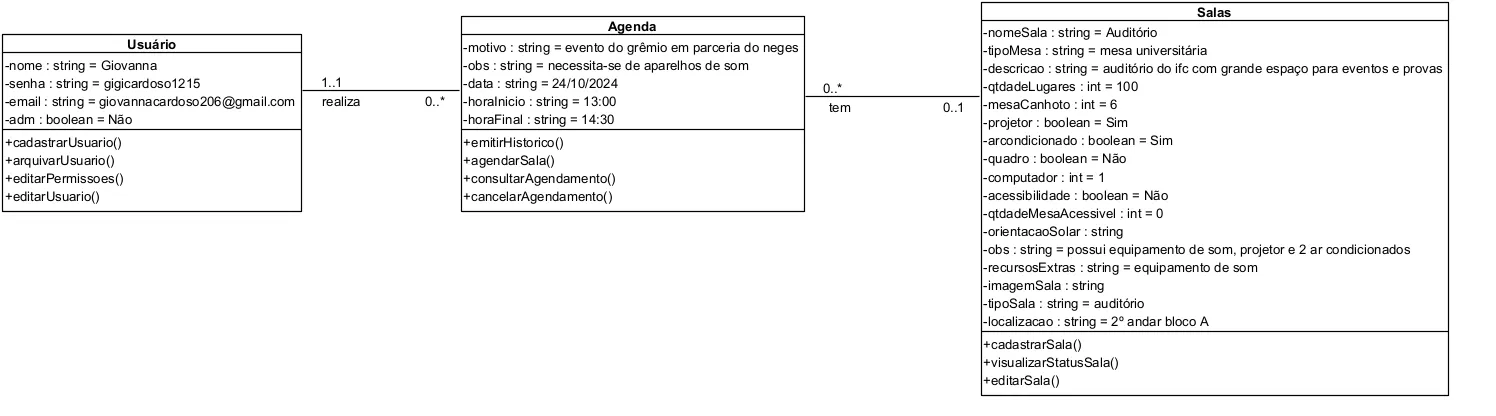 Usuário
-nome : string = Giovanna
-senha : string = gigicardoso1215
-email : string = giovannacardoso206@gmail.com
-adm : boolean = Não
+cadastrarUsuario()
+arquivarUsuario()
+editarPermissoes()
+editarUsuario()
1..1
realiza
0..*
Agenda
-motivo : string = evento do grêmio em parceria do neges
-obs : string = necessita-se de aparelhos de som
-data : string = 24/10/2024
-horaInicio : string = 13:00
-horaFinal : string = 14:30
+emitirHistorico()
+agendarSala()
+consultarAgendamento()
+cancelarAgendamento()
0..*
tem
0..1
Salas
-nomeSala : string = Auditório
-tipoMesa : string = mesa universitária
-descricao : string = auditório do ifc com grande espaço para eventos e provas
-qtdadeLugares : int = 100
-mesaCanhoto : int = 6
-projetor : boolean = Sim
-arcondicionado : boolean = Sim
-quadro : boolean = Não
-computador : int = 1
-acessibilidade : boolean = Não
-qtdadeMesaAcessivel : int = 0
-orientacaoSolar : string
-obs : string = possui equipamento de som, projetor e 2 ar condicionados
-recursosExtras : string = equipamento de som
-imagemSala : string
-tipoSala : string = auditório
-localizacao : string = 2º andar bloco A
+cadastrarSala()
+visualizarStatusSala()
+editarSala()